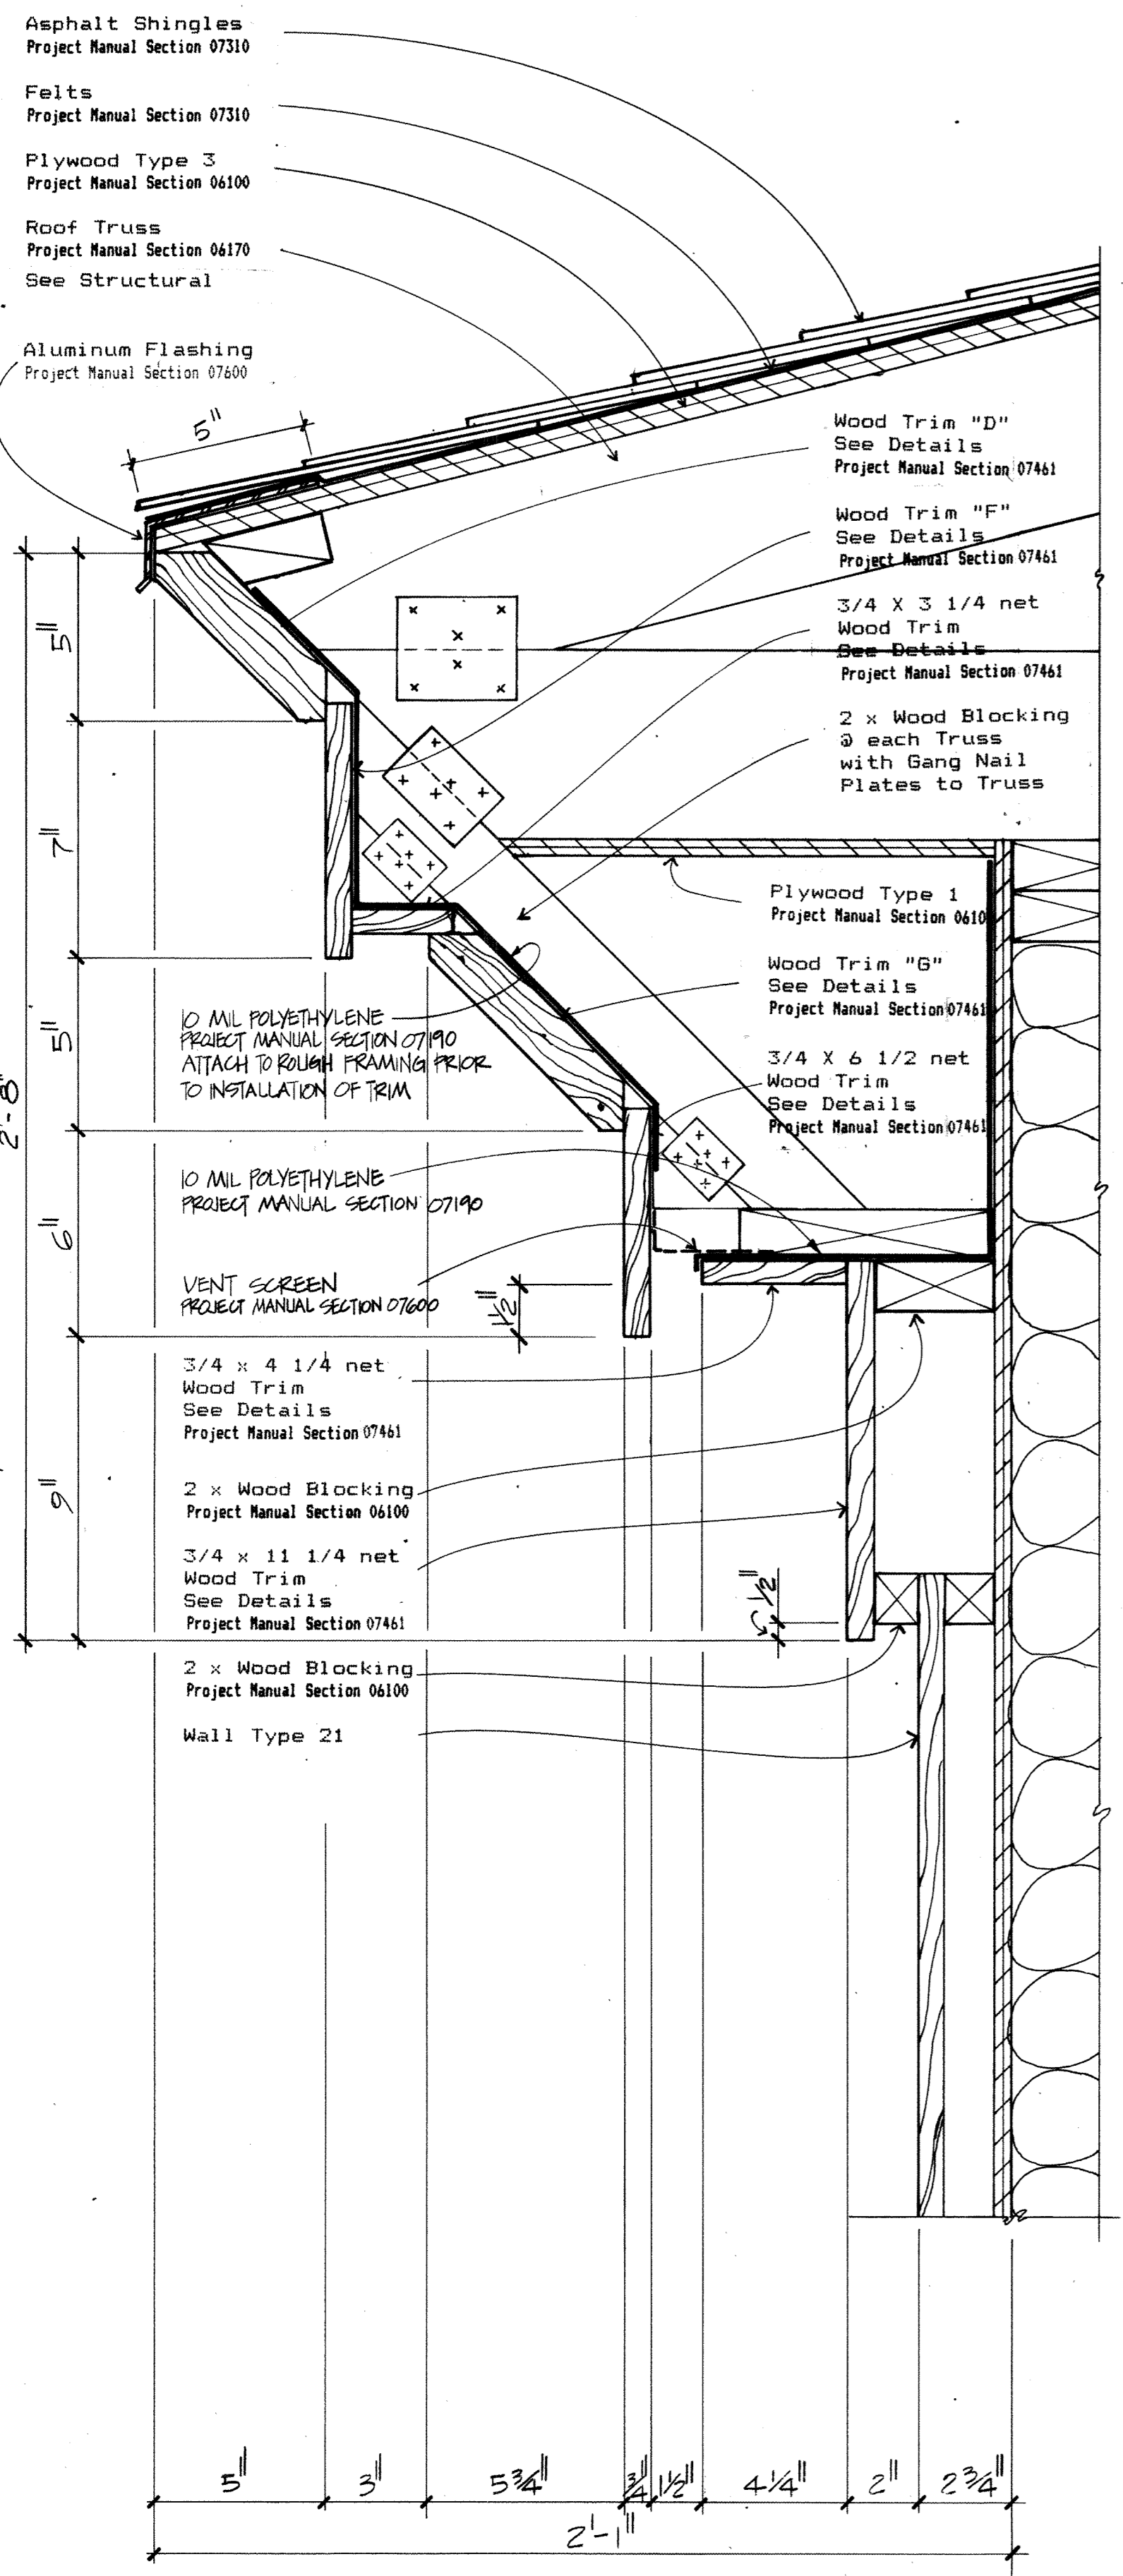 Asphalt Shingles
Project Manual Section 07310
Felts
Project Manual Section 07310
Plywood Type 3
Project Manual Section 06100
Roof Truss
Project Manual Section 06170
See Structural
Aluminum Flashing
Project Manual Section 07600
5"
Wood Trim "D"
See Details
Project Manual Section 07461
Wood Trim "F"
See Details
Project Manual Section 07461
3/4 X 3 1/4 net
Wood Trim
See Details
Project Manual Section 07461
2 x Wood Blocking
@ each Truss
with Gang Nail
Plates to Truss
Plywood Type 1
Project Manual Section 0610
Wood Trim "G"
See Details
Project Manual Section 07461
3/4 X 6 1/2 net
Wood Trim
See Details
Project Manual Section 07461
10 MIL POLYETHYLENE
PROJECT MANUAL SECTION 07190
ATTACH TO ROUGH FRAMING PRIOR
TO INSTALLATION OF TRIM
10 MIL POLYETHYLENE
PROJECT MANUAL SECTION 07190
VENT SCREEN
PROJECT MANUAL SECTION 07600
3/4 x 4 1/4 net
Wood Trim
See Details
Project Manual Section 07461
2 x Wood Blocking
Project Manual Section 06100
3/4 x 11 1/4 net
Wood Trim
See Details
Project Manual Section 07461
2 x Wood Blocking
Project Manual Section 06100
Wall Type 21
5"
7"
5"
6"
9"
2'-8"
1 1/2"
1/2"
5"
3"
5 3/4"
3/4"
1 1/2"
4 1/4"
2"
2 3/4"
2'-1"